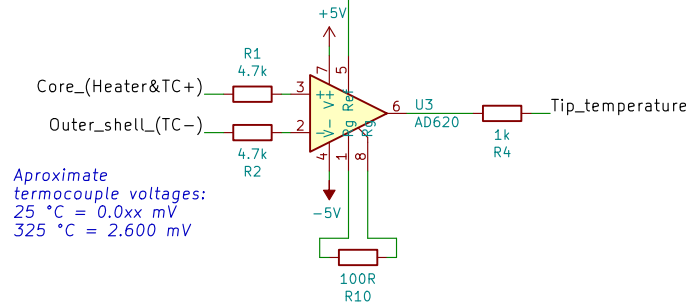 +5V
R1
4.7k
Core_(Heater&TC+)
3
7
V+
5
Ref
+
6
U3
AD620
Tip_temperature
1k
R4
Outer_shell_(TC-)
2
-
V-
Rg
Rg
4
1
8
4.7k
R2
-5V
Aproximate
termocouple voltages:
25 °C = 0.0xx mV
325 °C = 2.600 mV
100R
R10